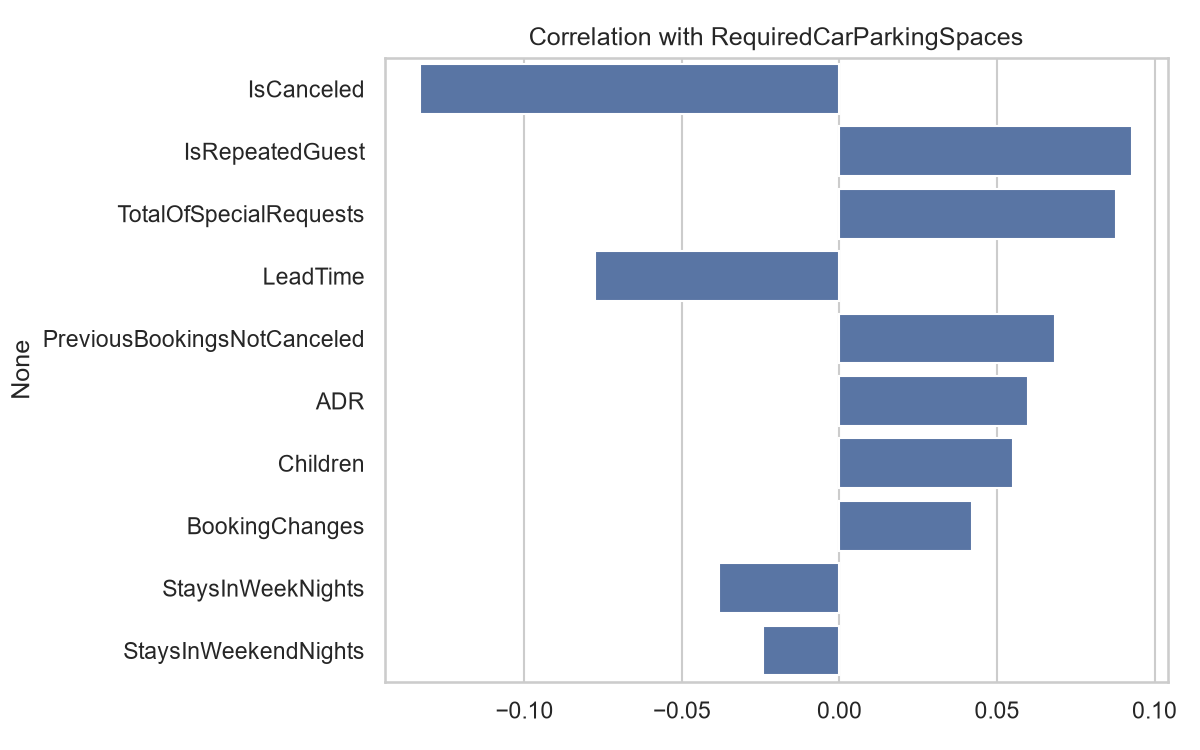 Correlation with RequiredCarParkingSpaces
IsCanceled
IsRepeatedGuest
TotalOfSpecialRequests
LeadTime
PreviousBookingsNotCanceled
ADR
Children
BookingChanges
StaysInWeekNights
StaysInWeekendNights
None
−0.10 −0.05 0.00 0.05 0.10